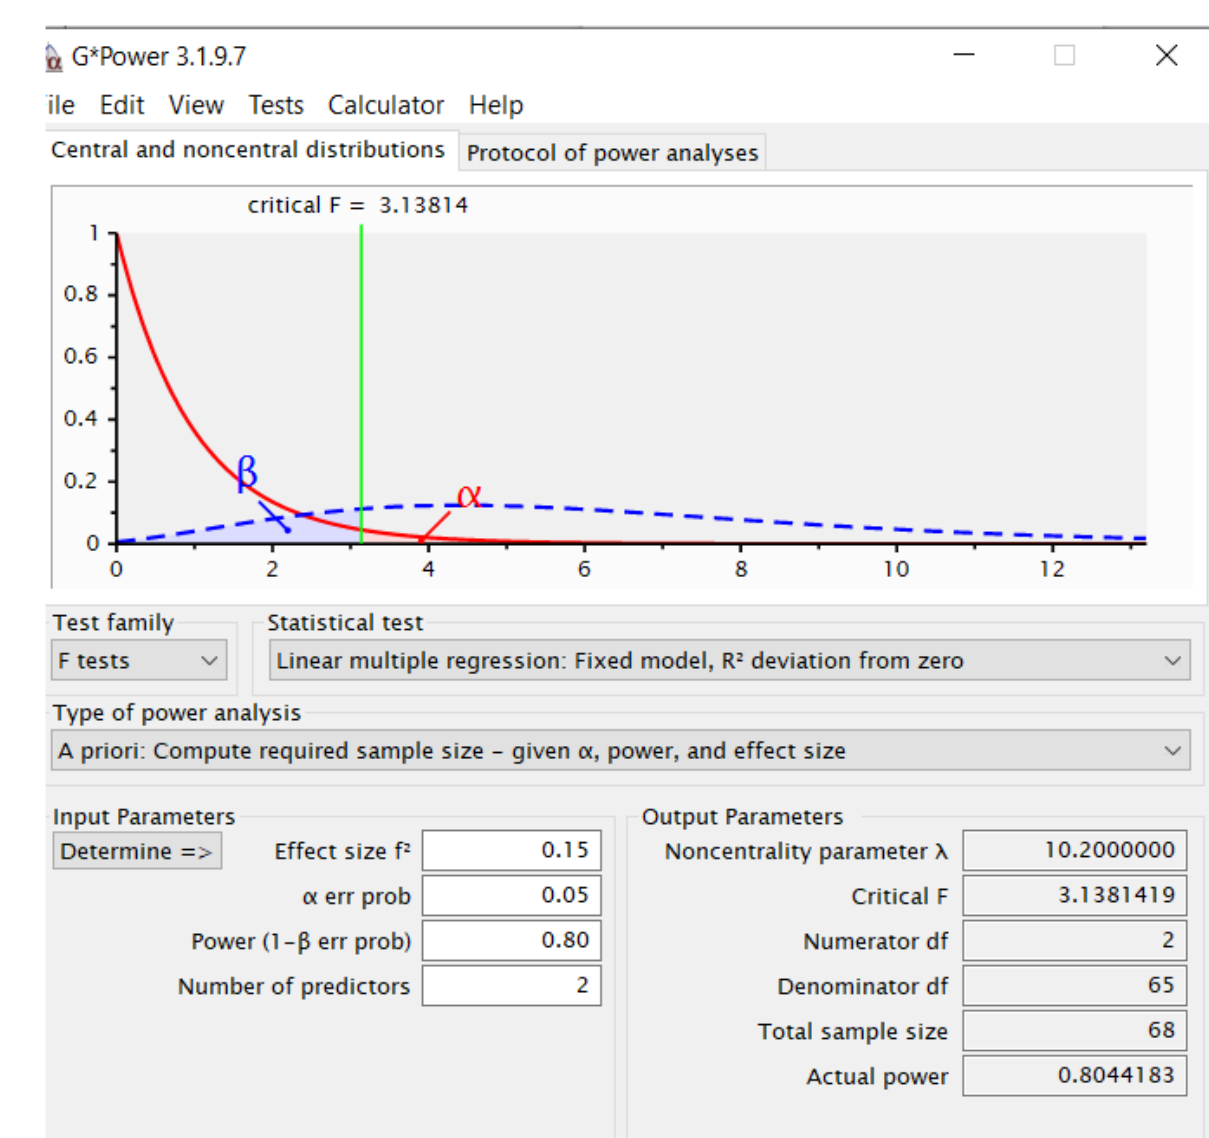 G*Power 3.1.9.7
ile Edit View Tests Calculator Help
Central and noncentral distributions Protocol of power analyses
critical F = 3.13814
1
0.8
0.6
0.4
0.2
0
β
α
0 2 4 6 8 10 12
Test family Statistical test
F tests Linear multiple regression: Fixed model, R² deviation from zero
Type of power analysis
A priori: Compute required sample size – given α, power, and effect size
Input Parameters
Determine => Effect size f² 0.15
α err prob 0.05
Power (1-β err prob) 0.80
Number of predictors 2
Output Parameters
Noncentrality parameter λ 10.2000000
Critical F 3.1381419
Numerator df 2
Denominator df 65
Total sample size 68
Actual power 0.8044183